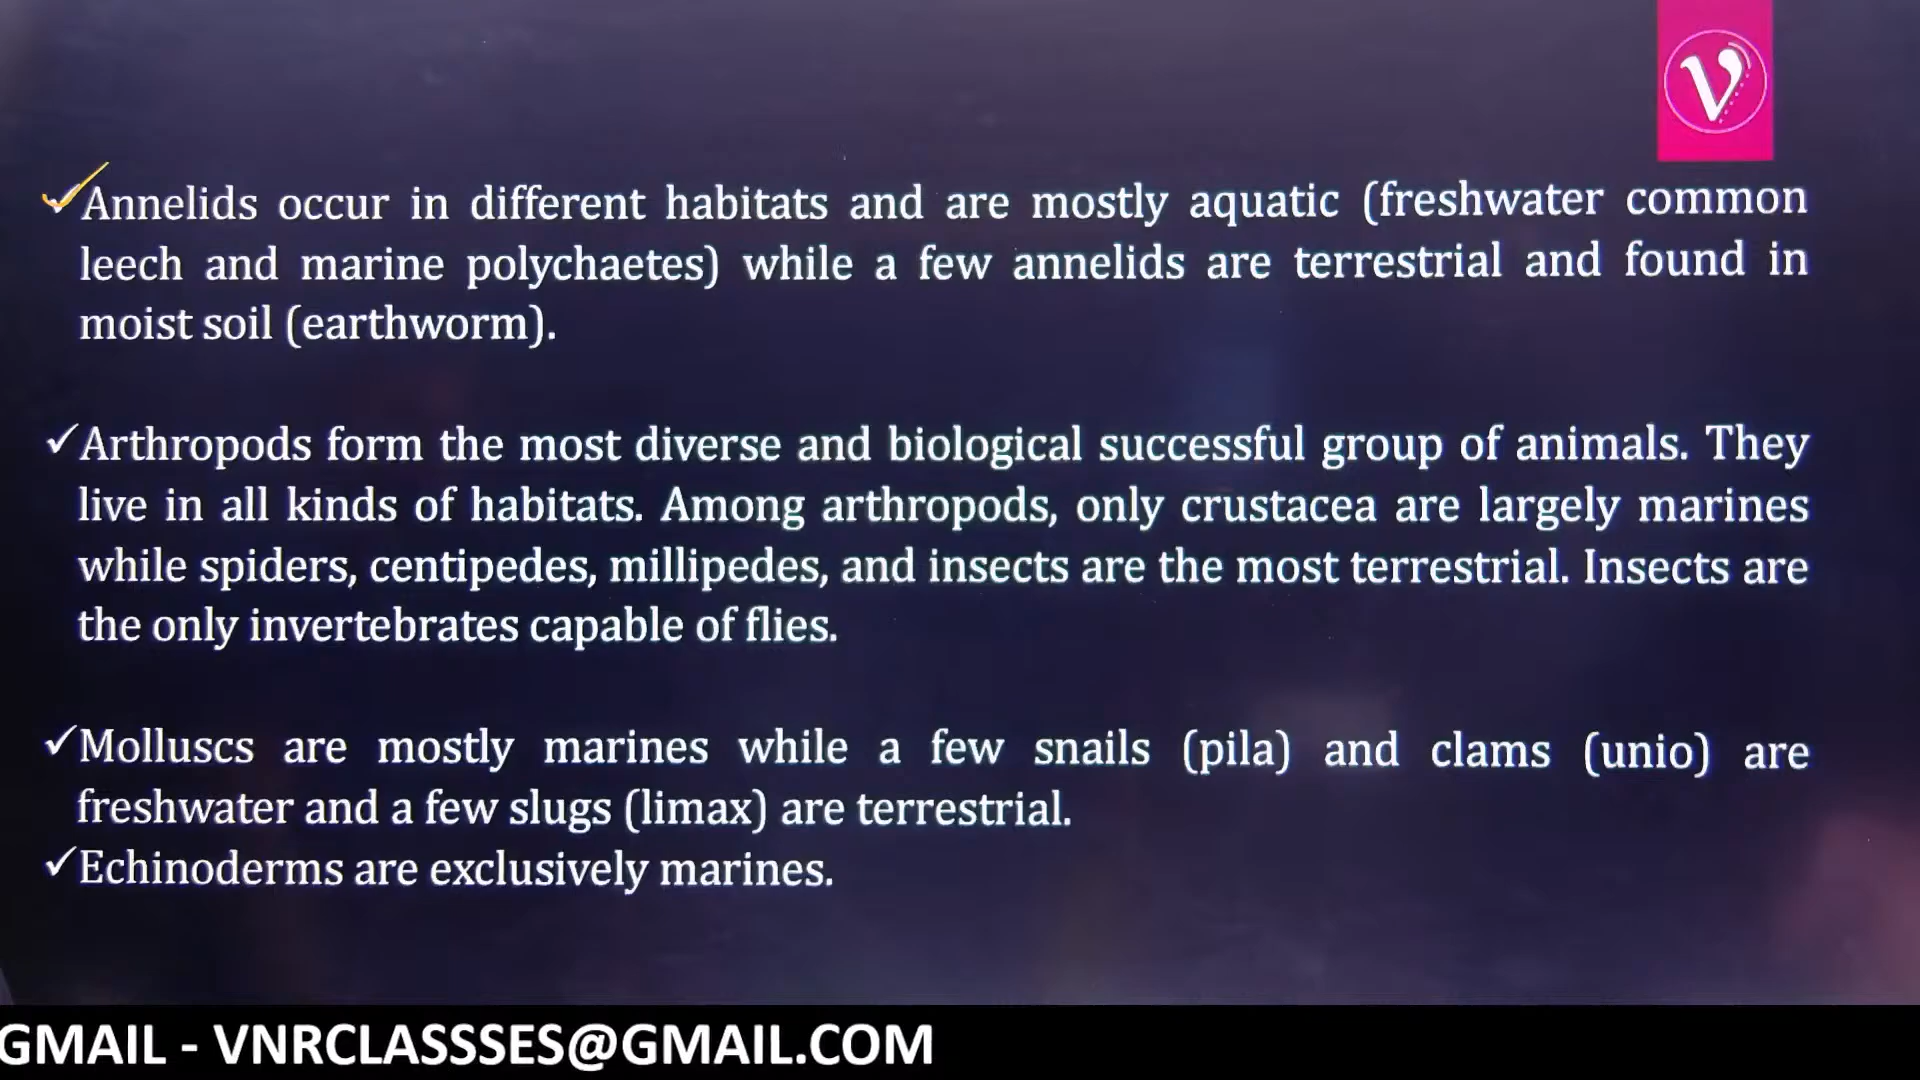 V
Annelids occur in different habitats and are mostly aquatic (freshwater common
leech and marine polychaetes) while a few annelids are terrestrial and found in
moist soil (earthworm).
Arthropods form the most diverse and biological successful group of animals. They
live in all kinds of habitats. Among arthropods, only crustacea are largely marines
while spiders, centipedes, millipedes, and insects are the most terrestrial. Insects are
the only invertebrates capable of flies.
Molluscs are mostly marines while a few snails (pila) and clams (unio) are
freshwater and a few slugs (limax) are terrestrial.
Echinoderms are exclusively marines.
GMAIL - VNRCLASSSES@GMAIL.COM